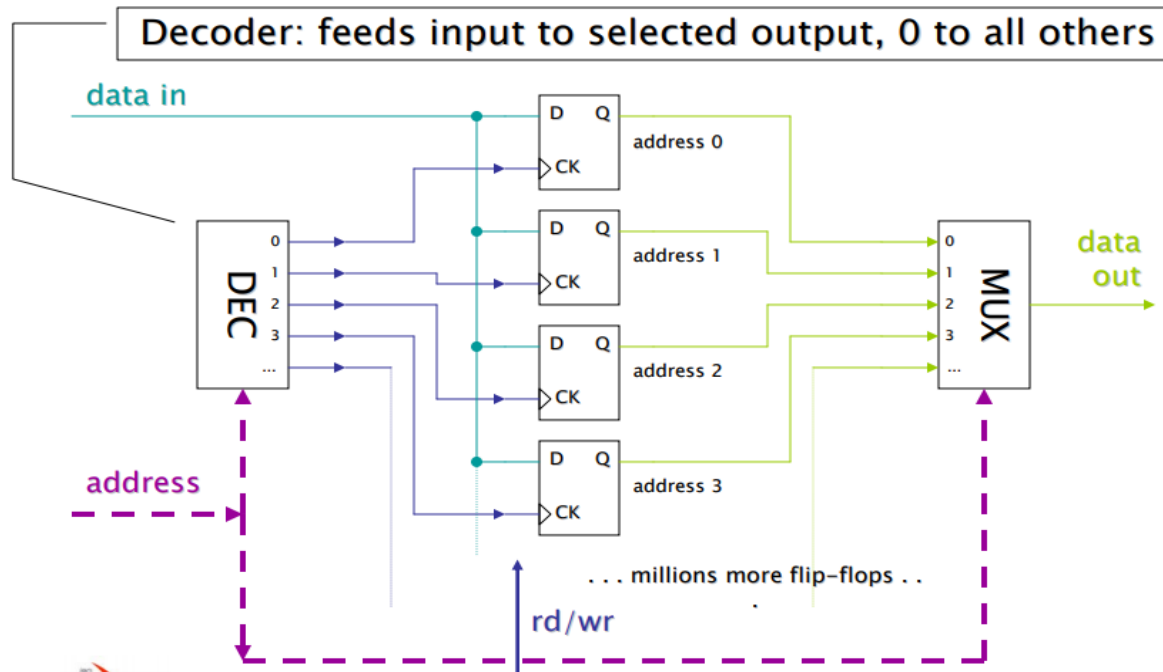 Decoder: feeds input to selected output, 0 to all others
data in
D Q
address 0
CK
D Q
address 1
CK
DEC
0
1
2
3
...
MUX
0
1
2
3
...
data
out
D Q
address 2
CK
D Q
address 3
CK
address
. . . millions more flip-flops . .
.
rd/wr